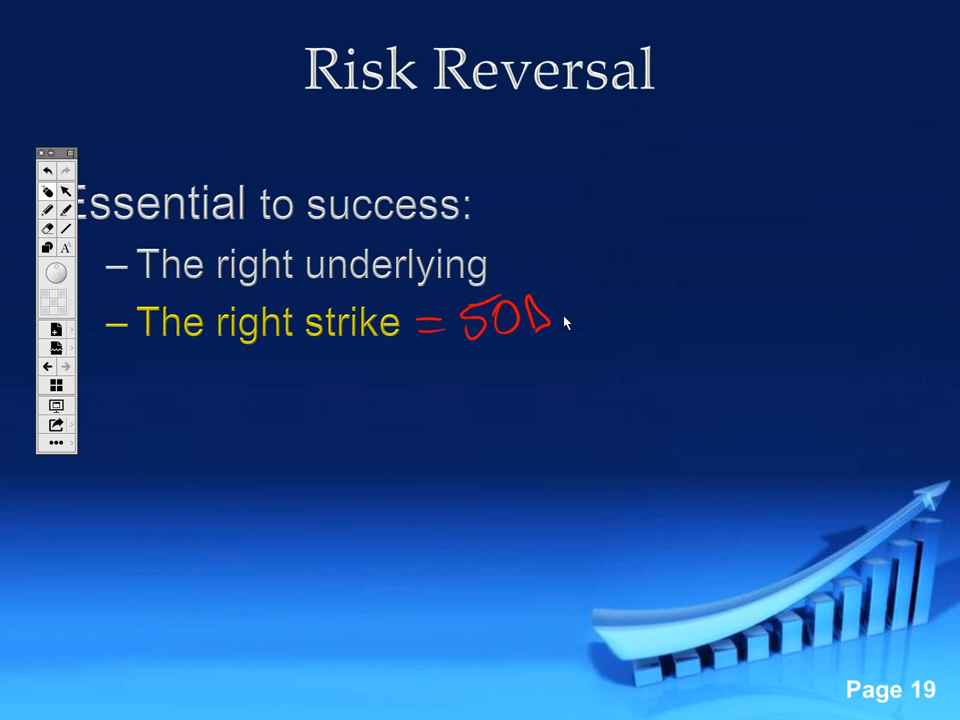 Risk Reversal
Essential to success:
– The right underlying
– The right strike = 50D
Page 19